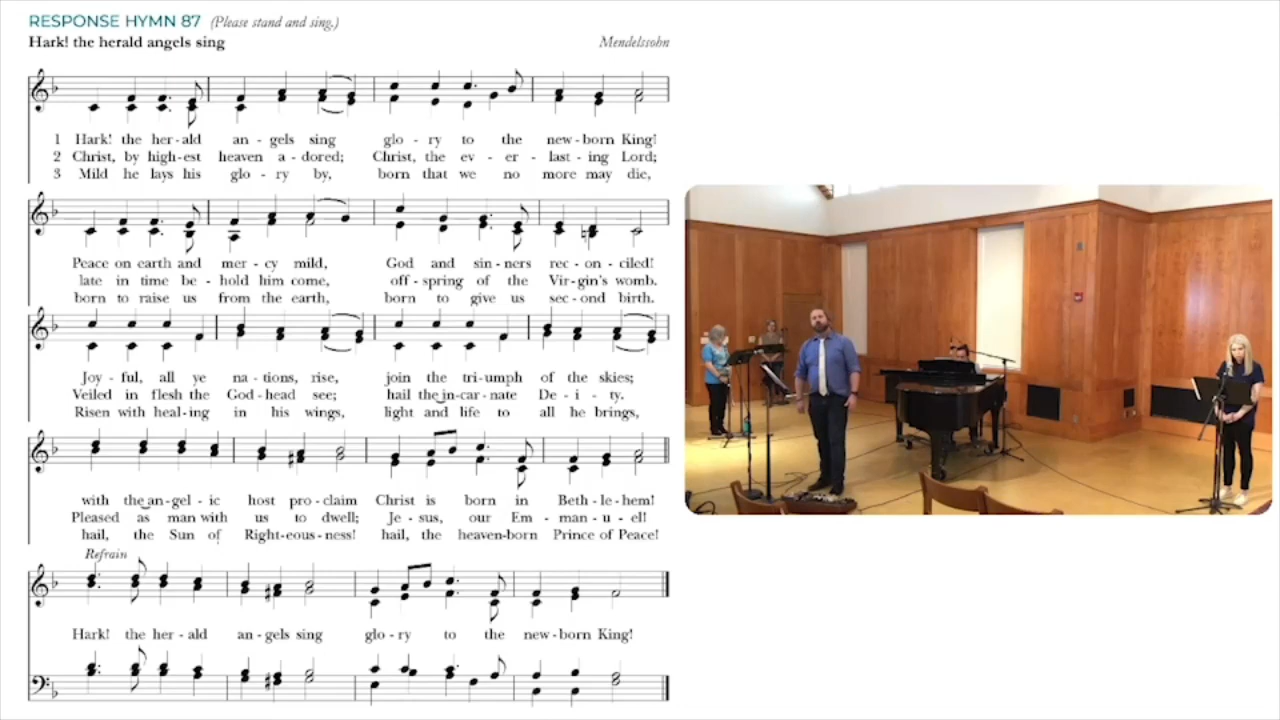 RESPONSE HYMN 87 (Please stand and sing.)
Hark! the herald angels sing Mendelssohn
1 Hark! the her - ald an - gels sing glo - ry to the new - born King!
2 Christ, by high - est heaven a - dored; Christ, the ev - er - last - ing Lord;
3 Mild he lays his glo - ry by, born that we no more may die,
Peace on earth and mer - cy mild, God and sin - ners rec - on - ciled!
late in time be - hold him come, off - spring of the Vir - gin's womb.
born to raise us from the earth, born to give us sec - ond birth.
Joy - ful, all ye na - tions, rise, join the tri - umph of the skies;
Veiled in flesh the God - head see; hail the in - car - nate De - i - ty.
Risen with heal - ing in his wings, light and life to all he brings,
with the an - gel - ic host pro - claim Christ is born in Beth - le - hem!
Pleased as man with us to dwell; Je - sus, our Em - man - u - el!
hail, the Sun of Right - eous - ness! hail, the heaven-born Prince of Peace!
Refrain
Hark! the her - ald an - gels sing glo - ry to the new - born King!